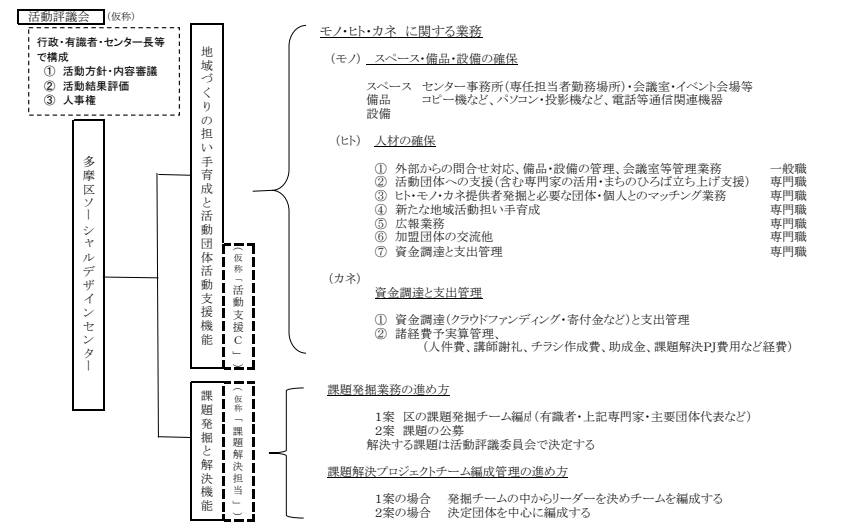 活動評議会 (仮称)
行政・有識者・センター長等
で構成
① 活動方針・内容審議
② 活動結果評価
③ 人事権
多摩区ソーシャルデザインセンター
地域づくりの担い手育成と活動団体活動支援機能
(仮称「活動支援C」)
モノ・ヒト・カネ に関する業務
(モノ) スペース・備品・設備の確保
スペース センター事務所(専任担当者勤務場所)・会議室・イベント会場等
備品 コピー機など、パソコン・投影機など、電話等通信関連機器
設備
(ヒト) 人材の確保
① 外部からの問合せ対応、備品・設備の管理、会議室等管理業務 一般職
② 活動団体への支援(含む専門家の活用・まちのひろば立ち上げ支援) 専門職
③ ヒト・モノ・カネ提供者発掘と必要な団体・個人とのマッチング業務 専門職
④ 新たな地域活動担い手育成 専門職
⑤ 広報業務 専門職
⑥ 加盟団体の交流他 専門職
⑦ 資金調達と支出管理 専門職
(カネ)
資金調達と支出管理
① 資金調達(クラウドファンディング・寄付金など)と支出管理
② 諸経費予実算管理、
(人件費、講師謝礼、チラシ作成費、助成金、課題解決PJ費用など経費)
課題発掘と解決機能
(仮称「課題解決担当」)
課題発掘業務の進め方
1案 区の課題発掘チーム編成(有識者・上記専門家・主要団体代表など)
2案 課題の公募
解決する課題は活動評議委員会で決定する
課題解決プロジェクトチーム編成管理の進め方
1案の場合 発掘チームの中からリーダーを決めチームを編成する
2案の場合 決定団体を中心に編成する